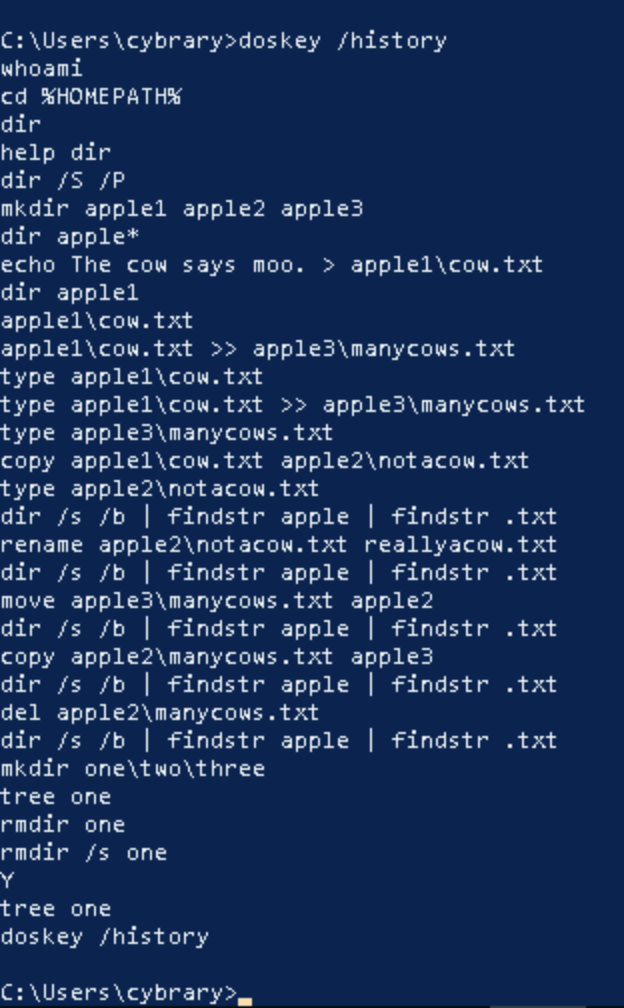 C:\Users\cybrary>doskey /history
whoami
cd %HOMEPATH%
dir
help dir
dir /S /P
mkdir apple1 apple2 apple3
dir apple*
echo The cow says moo. > apple1\cow.txt
dir apple1
apple1\cow.txt
apple1\cow.txt >> apple3\manycows.txt
type apple1\cow.txt
type apple1\cow.txt >> apple3\manycows.txt
type apple3\manycows.txt
copy apple1\cow.txt apple2\notacow.txt
type apple2\notacow.txt
dir /s /b | findstr apple | findstr .txt
rename apple2\notacow.txt reallyacow.txt
dir /s /b | findstr apple | findstr .txt
move apple3\manycows.txt apple2
dir /s /b | findstr apple | findstr .txt
copy apple2\manycows.txt apple3
dir /s /b | findstr apple | findstr .txt
del apple2\manycows.txt
dir /s /b | findstr apple | findstr .txt
mkdir one\two\three
tree one
rmdir one
rmdir /s one
Y
tree one
doskey /history
C:\Users\cybrary>_